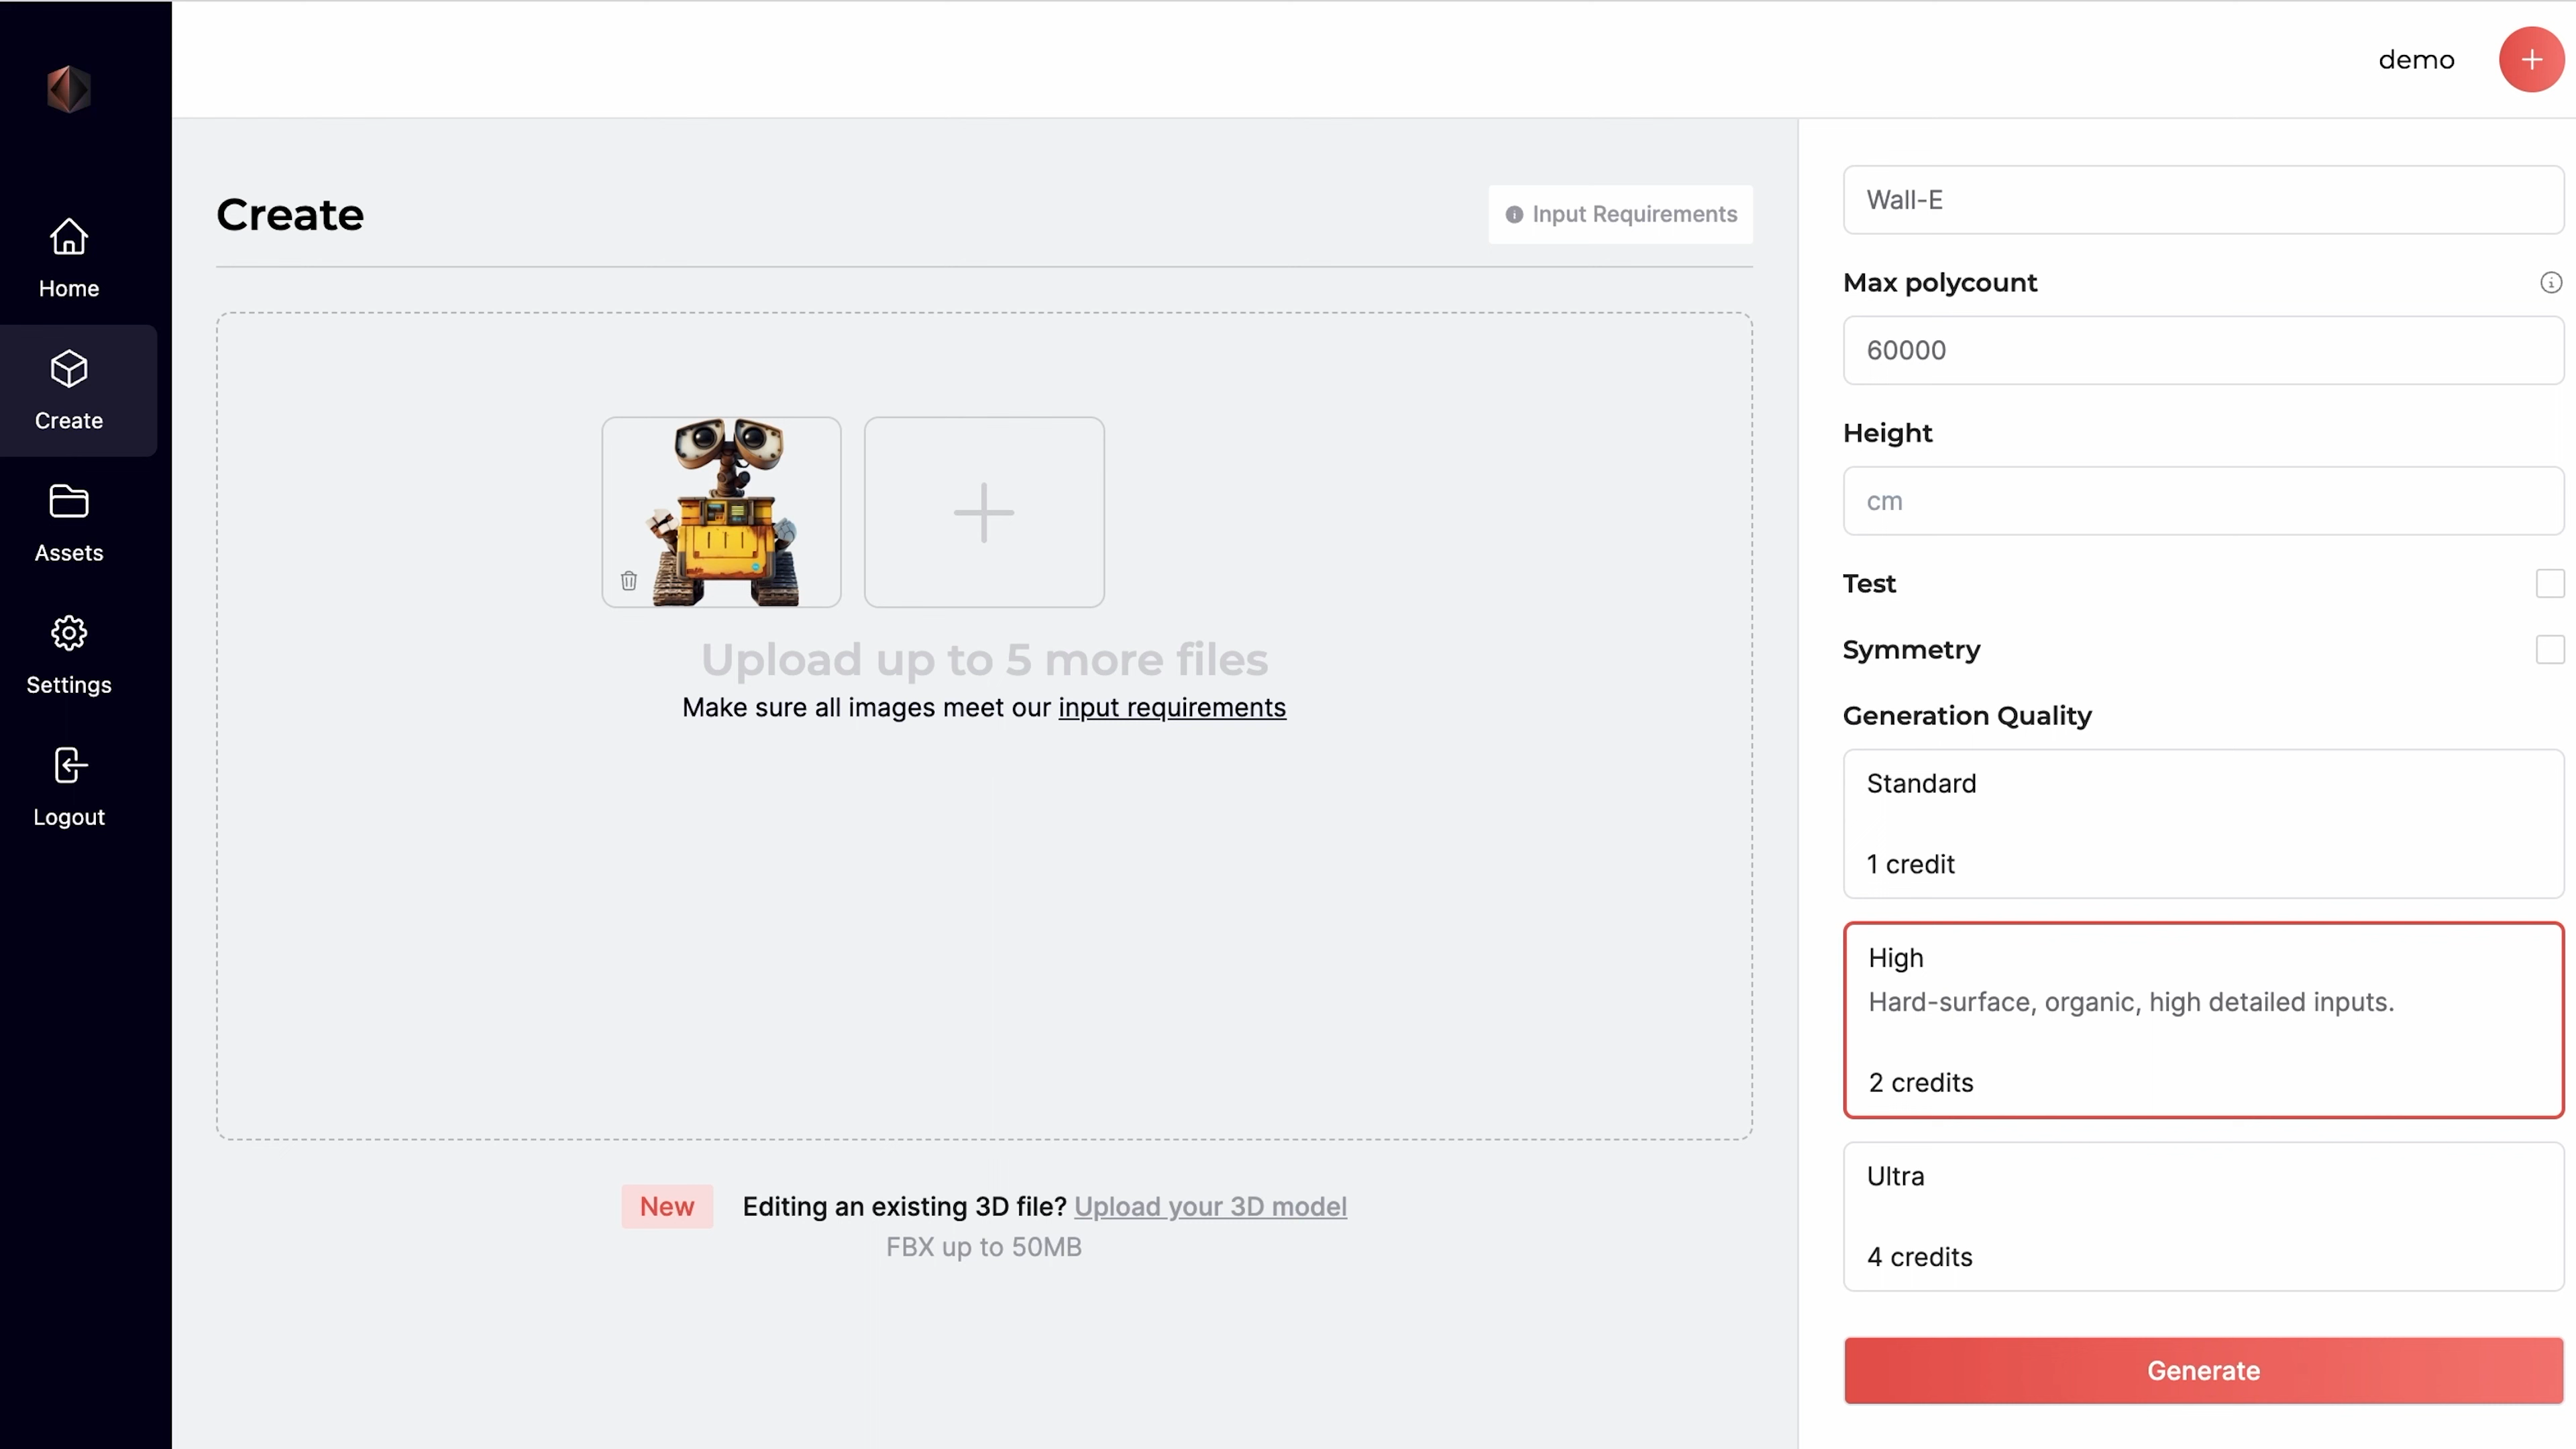 demo
Home
Create
Assets
Settings
Logout
Create
Input Requirements
Upload up to 5 more files
Make sure all images meet our input requirements
New
Editing an existing 3D file? Upload your 3D model
FBX up to 50MB
Wall-E
Max polycount
60000
Height
cm
Test
Symmetry
Generation Quality
Standard
1 credit
High
Hard-surface, organic, high detailed inputs.
2 credits
Ultra
4 credits
Generate